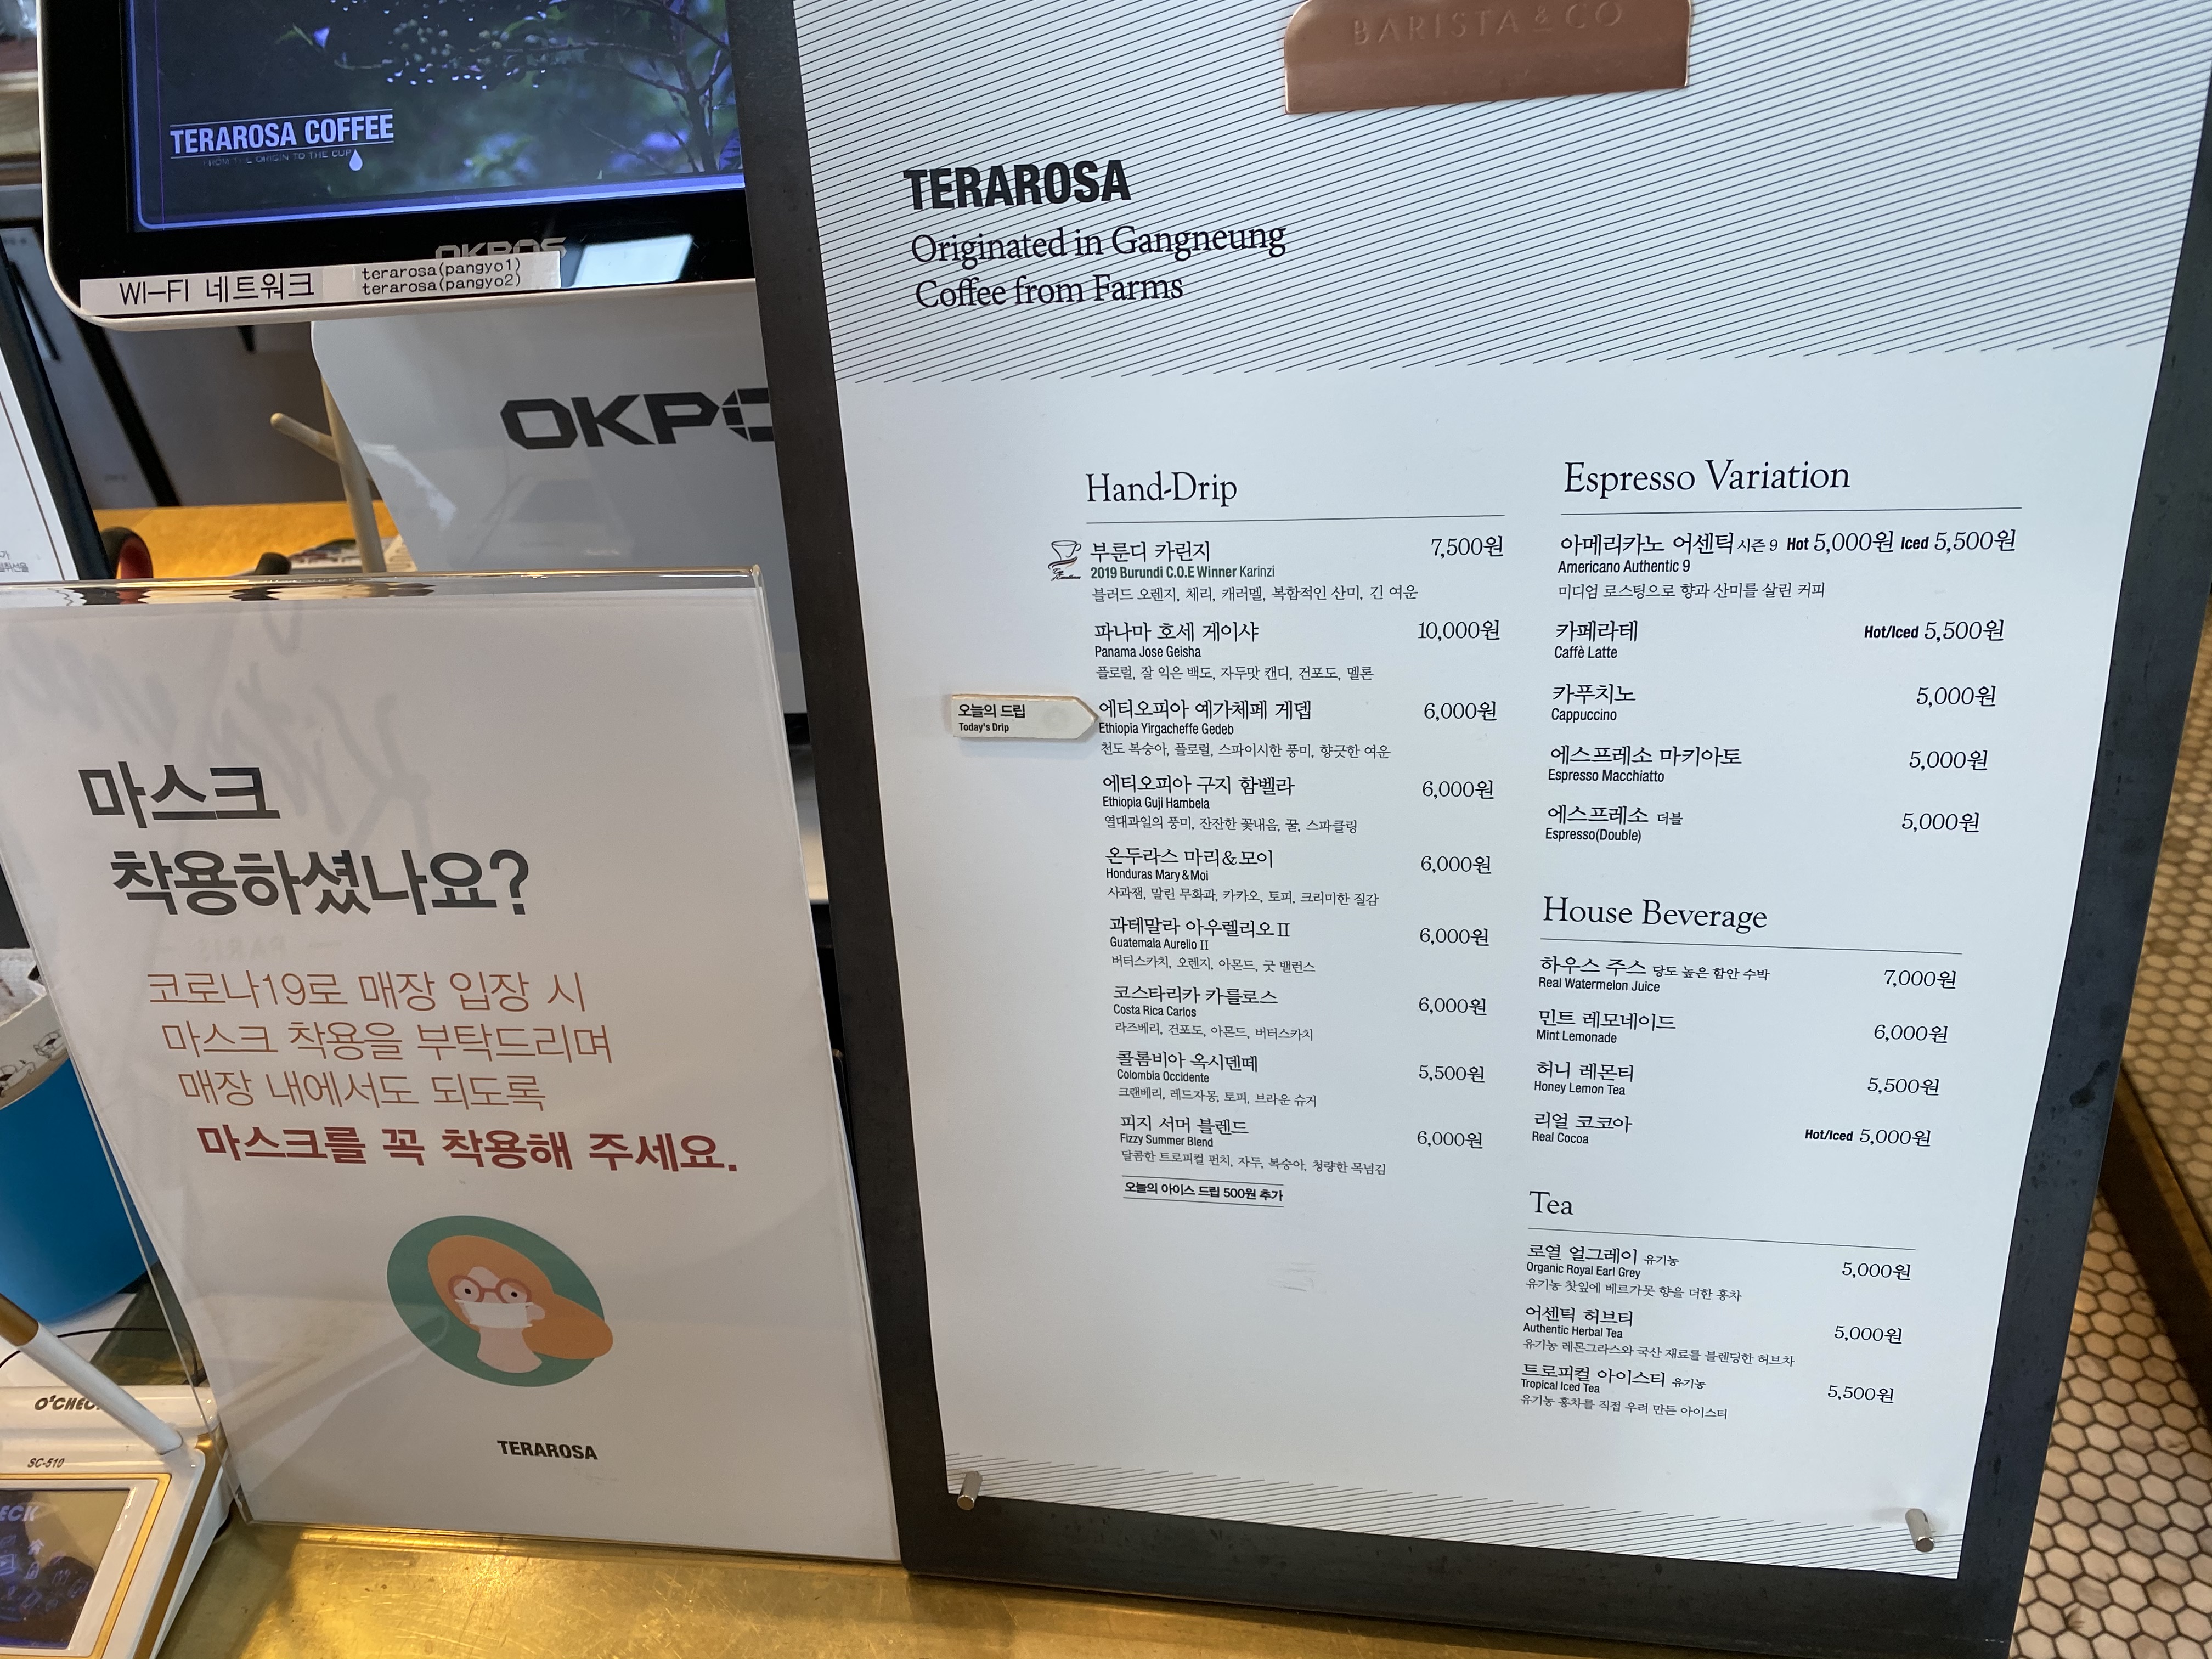 TERAROSA COFFEE
FROM THE ORIGIN TO THE CUP
OKPOS
WI-FI 네트워크
terarosa(pangyo1)
terarosa(pangyo2)
마스크
착용하셨나요?
코로나19로 매장 입장 시
마스크 착용을 부탁드리며
매장 내에서도 되도록
마스크를 꼭 착용해 주세요.
TERAROSA
SC-510
BARISTA & CO
TERAROSA
Originated in Gangneung
Coffee from Farms
Hand-Drip
부룬디 카린지 7,500원
2019 Burundi C.O.E Winner Karinzi
블러드 오렌지, 체리, 캐러멜, 복합적인 산미, 긴 여운
파나마 호세 게이샤 10,000원
Panama Jose Geisha
플로럴, 잘 익은 백도, 자두맛 캔디, 건포도, 멜론
오늘의 드립
Today's Drip
에티오피아 예가체페 게뎁 6,000원
Ethiopia Yirgacheffe Gedeb
천도 복숭아, 플로럴, 스파이시한 풍미, 향긋한 여운
에티오피아 구지 함벨라 6,000원
Ethiopia Guji Hambela
열대과일의 풍미, 잔잔한 꽃내음, 꿀, 스파클링
온두라스 마리&모이 6,000원
Honduras Mary & Moi
사과잼, 말린 무화과, 카카오, 토피, 크리미한 질감
과테말라 아우렐리오 II 6,000원
Guatemala Aurelio II
버터스카치, 오렌지, 아몬드, 굿 밸런스
코스타리카 카를로스 6,000원
Costa Rica Carlos
라즈베리, 건포도, 아몬드, 버터스카치
콜롬비아 옥시덴떼 5,500원
Colombia Occidente
크랜베리, 레드자몽, 토피, 브라운 슈거
피지 서머 블렌드 6,000원
Fizzy Summer Blend
달콤한 트로피컬 펀치, 자두, 복숭아, 청량한 목넘김
오늘의 아이스 드립 500원 추가
Espresso Variation
아메리카노 어센틱 시즌 9 Hot 5,000원 Iced 5,500원
Americano Authentic 9
미디엄 로스팅으로 향과 산미를 살린 커피
카페라테 Hot/Iced 5,500원
Caffè Latte
카푸치노 5,000원
Cappuccino
에스프레소 마키아토 5,000원
Espresso Macchiatto
에스프레소 더블 5,000원
Espresso(Double)
House Beverage
하우스 주스 당도 높은 함안 수박 7,000원
Real Watermelon Juice
민트 레모네이드 6,000원
Mint Lemonade
허니 레몬티 5,500원
Honey Lemon Tea
리얼 코코아 Hot/Iced 5,000원
Real Cocoa
Tea
로열 얼그레이 유기농 5,000원
Organic Royal Earl Grey
유기농 찻잎에 베르가못 향을 더한 홍차
어센틱 허브티 5,000원
Authentic Herbal Tea
유기농 레몬그라스와 국산 재료를 블렌딩한 허브차
트로피컬 아이스티 유기농 5,500원
Tropical Iced Tea
유기농 홍차를 직접 우려 만든 아이스티